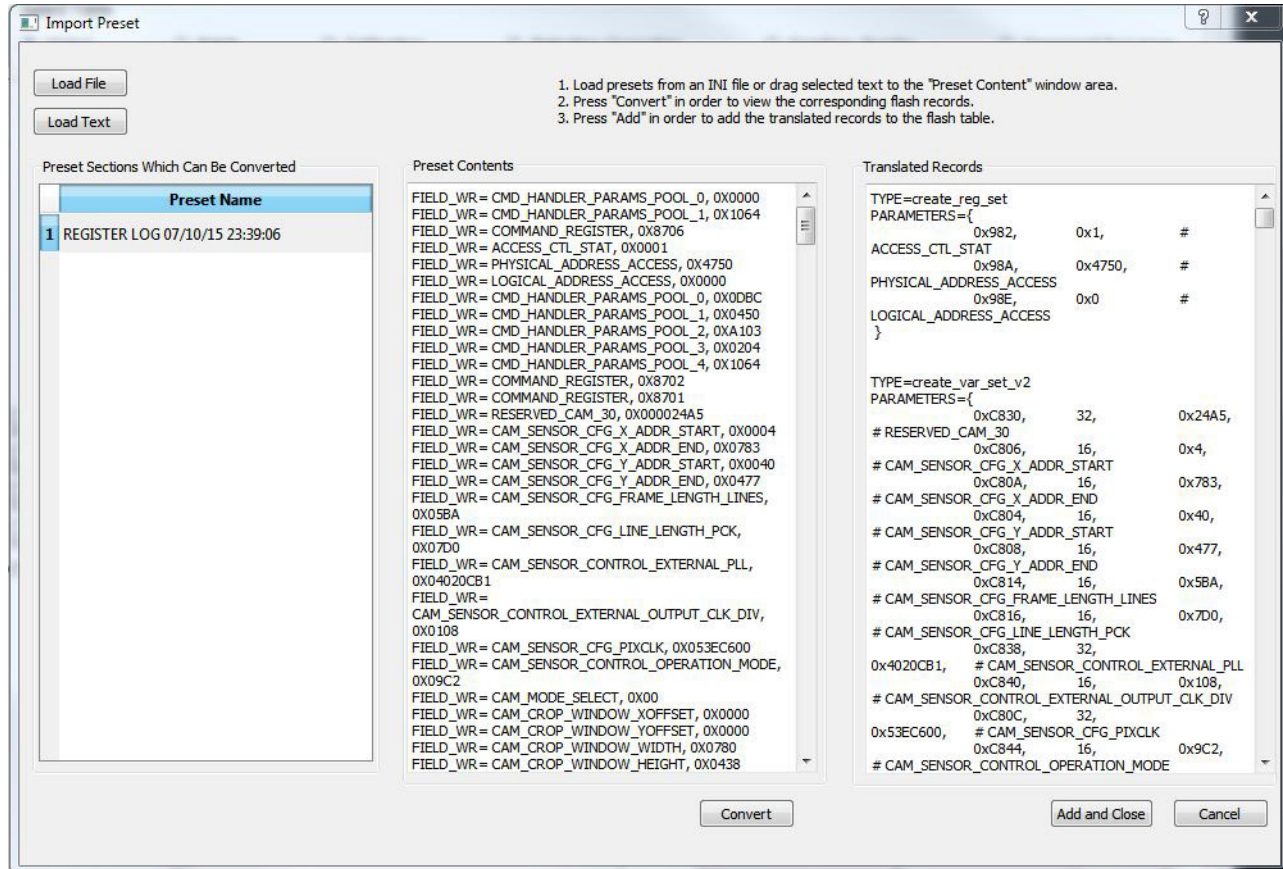 Import Preset
Load File
Load Text
1. Load presets from an INI file or drag selected text to the "Preset Content" window area.
2. Press "Convert" in order to view the corresponding flash records.
3. Press "Add" in order to add the translated records to the flash table.
Preset Sections Which Can Be Converted
Preset Name
1 REGISTER LOG 07/10/15 23:39:06
Preset Contents
FIELD_WR= CMD_HANDLER_PARAMS_POOL_0, 0X0000
FIELD_WR= CMD_HANDLER_PARAMS_POOL_1, 0X1064
FIELD_WR= COMMAND_REGISTER, 0X8706
FIELD_WR= ACCESS_CTL_STAT, 0X0001
FIELD_WR= PHYSICAL_ADDRESS_ACCESS, 0X4750
FIELD_WR= LOGICAL_ADDRESS_ACCESS, 0X0000
FIELD_WR= CMD_HANDLER_PARAMS_POOL_0, 0X0DBC
FIELD_WR= CMD_HANDLER_PARAMS_POOL_1, 0X0450
FIELD_WR= CMD_HANDLER_PARAMS_POOL_2, 0XA103
FIELD_WR= CMD_HANDLER_PARAMS_POOL_3, 0X0204
FIELD_WR= CMD_HANDLER_PARAMS_POOL_4, 0X1064
FIELD_WR= COMMAND_REGISTER, 0X8702
FIELD_WR= COMMAND_REGISTER, 0X8701
FIELD_WR= RESERVED_CAM_30, 0X000024A5
FIELD_WR= CAM_SENSOR_CFG_X_ADDR_START, 0X0004
FIELD_WR= CAM_SENSOR_CFG_X_ADDR_END, 0X0783
FIELD_WR= CAM_SENSOR_CFG_Y_ADDR_START, 0X0040
FIELD_WR= CAM_SENSOR_CFG_Y_ADDR_END, 0X0477
FIELD_WR= CAM_SENSOR_CFG_FRAME_LENGTH_LINES,
0X05BA
FIELD_WR= CAM_SENSOR_CFG_LINE_LENGTH_PCK,
0X07D0
FIELD_WR= CAM_SENSOR_CONTROL_EXTERNAL_PLL,
0X04020CB1
FIELD_WR=
CAM_SENSOR_CONTROL_EXTERNAL_OUTPUT_CLK_DIV,
0X0108
FIELD_WR= CAM_SENSOR_CFG_PIXCLK, 0X053EC600
FIELD_WR= CAM_SENSOR_CONTROL_OPERATION_MODE,
0X09C2
FIELD_WR= CAM_MODE_SELECT, 0X00
FIELD_WR= CAM_CROP_WINDOW_XOFFSET, 0X0000
FIELD_WR= CAM_CROP_WINDOW_YOFFSET, 0X0000
FIELD_WR= CAM_CROP_WINDOW_WIDTH, 0X0780
FIELD_WR= CAM_CROP_WINDOW_HEIGHT, 0X0438
Translated Records
TYPE=create_reg_set
PARAMETERS={
0x982, 0x1, #
ACCESS_CTL_STAT
0x98A, 0x4750, #
PHYSICAL_ADDRESS_ACCESS
0x98E, 0x0 #
LOGICAL_ADDRESS_ACCESS
}
TYPE=create_var_set_v2
PARAMETERS={
0xC830, 32, 0x24A5,
# RESERVED_CAM_30
0xC806, 16, 0x4,
# CAM_SENSOR_CFG_X_ADDR_START
0xC80A, 16, 0x783,
# CAM_SENSOR_CFG_X_ADDR_END
0xC804, 16, 0x40,
# CAM_SENSOR_CFG_Y_ADDR_START
0xC808, 16, 0x477,
# CAM_SENSOR_CFG_Y_ADDR_END
0xC814, 16, 0x5BA,
# CAM_SENSOR_CFG_FRAME_LENGTH_LINES
0xC816, 16, 0x7D0,
# CAM_SENSOR_CFG_LINE_LENGTH_PCK
0xC838, 32,
0x4020CB1, # CAM_SENSOR_CONTROL_EXTERNAL_PLL
0xC840, 16, 0x108,
# CAM_SENSOR_CONTROL_EXTERNAL_OUTPUT_CLK_DIV
0xC80C, 32,
0x53EC600, # CAM_SENSOR_CFG_PIXCLK
0xC844, 16, 0x9C2,
# CAM_SENSOR_CONTROL_OPERATION_MODE
Convert
Add and Close
Cancel